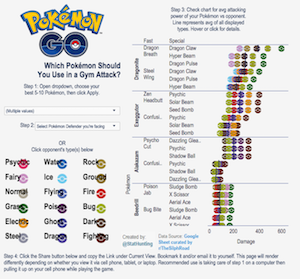 Pokémon
GO
Which Pokémon Should
You Use in a Gym Attack?
Step 1: Open dropdown, choose your
best 5-10 Pokemon, then click Apply.
(Multiple values)
Step 2: Select Pokemon Defender you're facing
OR
Click opponent's type(s) below
Psychic Water Rock
Fairy Ice Ground
Normal Flying Fire
Grass Poison Bug
Electric Ghost Dark
Steel Dragon Fight
Step 3: Check chart for avg attacking
power of your Pokémon vs opponent.
Line represents avg of all displayed
types. Hover or click for details.
Fast Special
Dragonite
Dragon Breath
Dragon Claw
Hyper Beam
Dragon Pulse
Steel Wing
Dragon Claw
Dragon Pulse
Hyper Beam
Exeggutor
Zen Headbutt
Psychic
Solar Beam
Seed Bomb
Confusi..
Psychic
Solar Beam
Seed Bomb
Alakazam
Psycho Cut
Dazzling Glea..
Psychic
Shadow Ball
Confusi..
Psychic
Shadow Ball
Dazzling Glea..
Beedrill
Poison Jab
Sludge Bomb
Aerial Ace
X Scissor
Bug Bite
Sludge Bomb
Aerial Ace
X Scissor
Pokemon
0 200 400 600
Damage
Created by
@StatHunting
Data Source: Google
Sheet curated by
r/TheSilphRoad
Step 4: Click the Share button below and copy the link under Current View. Bookmark it and/or email it to yourself. This page will render
differently depending on whether you view it via cell phone, tablet, or laptop. Recommended use is taking care of step 1 on a computer then
pulling it up on your cell phone while playing the game.